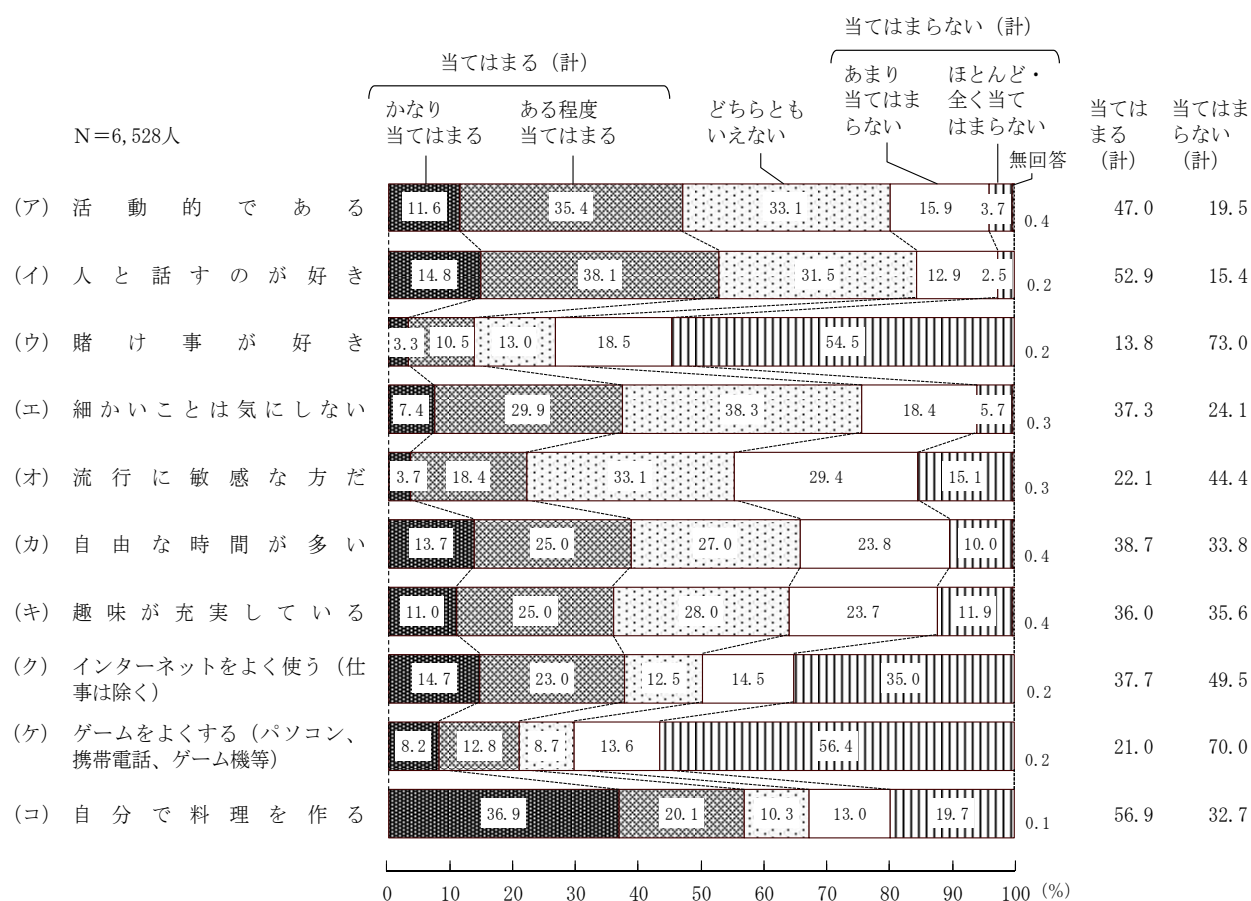 当てはまらない（計）
当てはまる（計）
あまり
当てはま
らない
ほとんど・
全く当て
はまらない
かなり
当てはまる
ある程度
当てはまる
どちらとも
いえない
当ては
まる
（計）
当てはま
らない
（計）
N＝6,528人
無回答
(ア) 活動的である 11.6 35.4 33.1 15.9 3.7 0.4 47.0 19.5
(イ) 人と話すのが好き 14.8 38.1 31.5 12.9 2.5 0.2 52.9 15.4
(ウ) 賭け事が好き 3.3 10.5 13.0 18.5 54.5 0.2 13.8 73.0
(エ) 細かいことは気にしない 7.4 29.9 38.3 18.4 5.7 0.3 37.3 24.1
(オ) 流行に敏感な方だ 3.7 18.4 33.1 29.4 15.1 0.3 22.1 44.4
(カ) 自由な時間が多い 13.7 25.0 27.0 23.8 10.0 0.4 38.7 33.8
(キ) 趣味が充実している 11.0 25.0 28.0 23.7 11.9 0.4 36.0 35.6
(ク) インターネットをよく使う（仕
事は除く） 14.7 23.0 12.5 14.5 35.0 0.2 37.7 49.5
(ケ) ゲームをよくする（パソコン、
携帯電話、ゲーム機等） 8.2 12.8 8.7 13.6 56.4 0.2 21.0 70.0
(コ) 自分で料理を作る 36.9 20.1 10.3 13.0 19.7 0.1 56.9 32.7
0 10 20 30 40 50 60 70 80 90 100 (%)